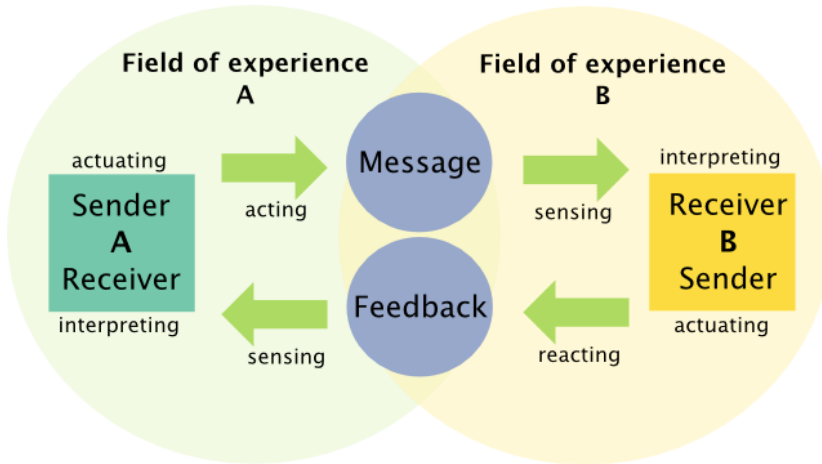 Field of experience
A
Field of experience
B
actuating
Sender
A
Receiver
interpreting
acting
Message
sensing
interpreting
Receiver
B
Sender
actuating
reacting
Feedback
sensing